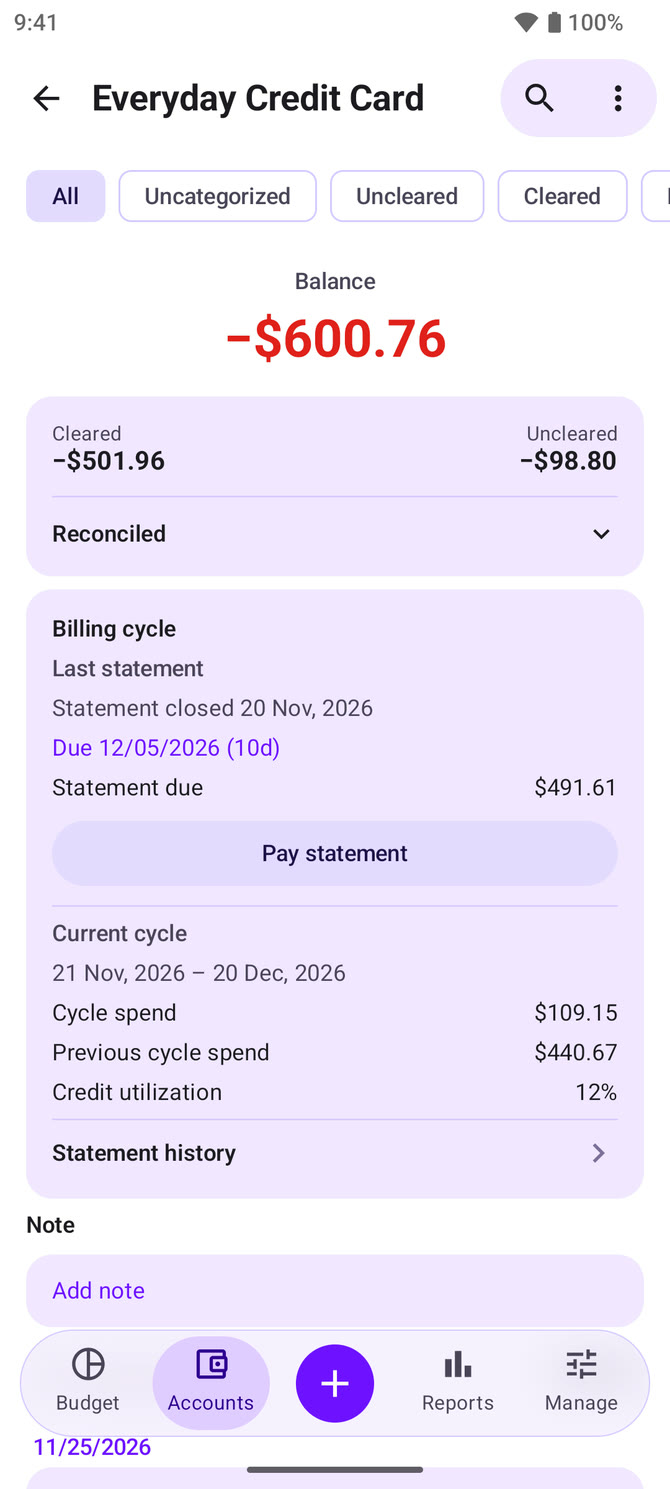 9:41
100%
Everyday Credit Card
All
Uncategorized
Uncleared
Cleared
Balance
−$600.76
Cleared
Uncleared
−$501.96
−$98.80
Reconciled
Billing cycle
Last statement
Statement closed 20 Nov, 2026
Due 12/05/2026 (10d)
Statement due
$491.61
Pay statement
Current cycle
21 Nov, 2026 – 20 Dec, 2026
Cycle spend
$109.15
Previous cycle spend
$440.67
Credit utilization
12%
Statement history
Note
Add note
Budget
Accounts
Reports
Manage
11/25/2026